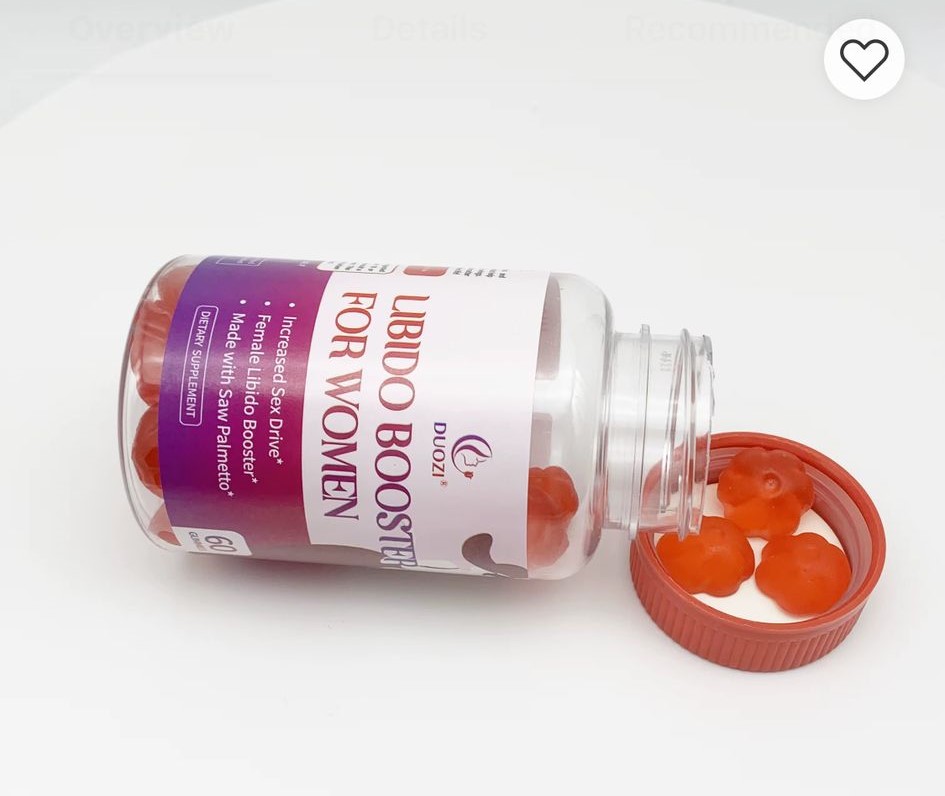 Overview
Details
Recommended
DUOZI®
LIBIDO BOOSTER
FOR WOMEN
• Increased Sex Drive*
• Female Libido Booster*
• Made with Saw Palmetto*
DIETARY SUPPLEMENT
60